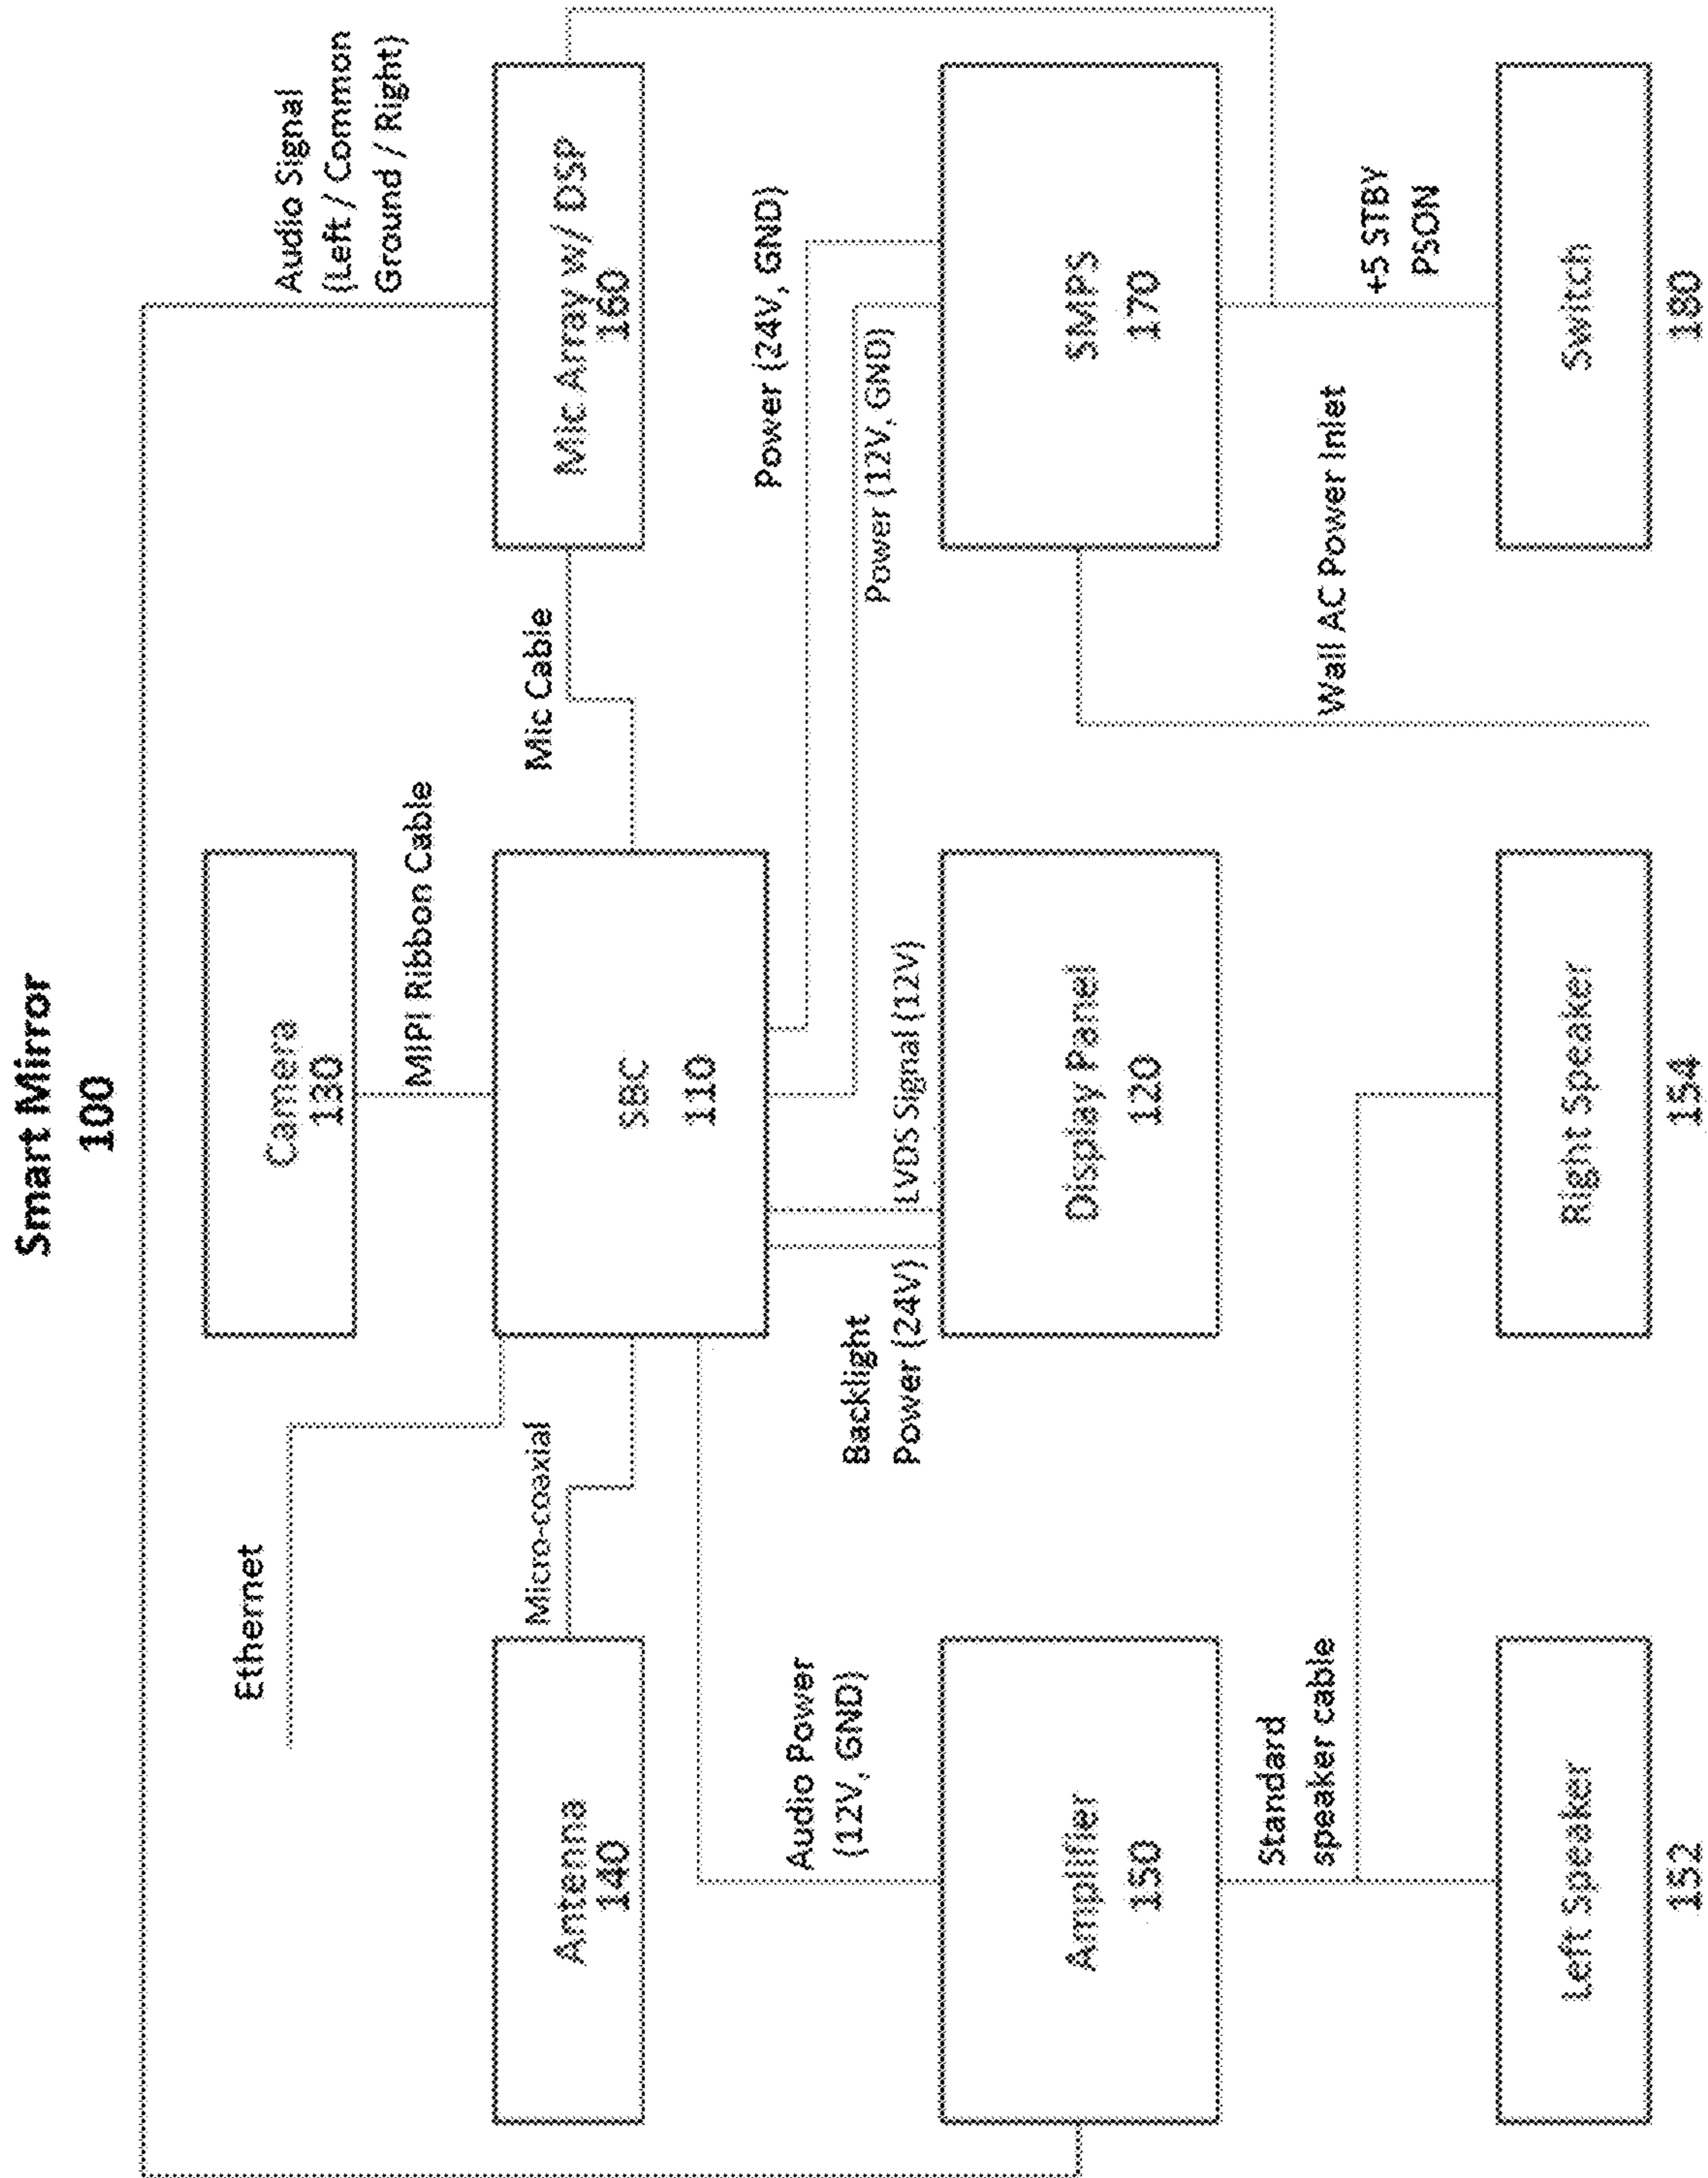 Smart Mirror
100
Ethernet
Camera
130
Audio Signal
(Left / Common
Ground / Right)
MIPI Ribbon Cable
Antenna
140
Micro-coaxial
SBC
110
Mic Cable
Mic Array w/ DSP
160
Audio Power
(12V, GND)
Backlight
Power (24V)
LVDS Signal (12V)
Power (24V, GND)
Power (12V, GND)
Amplifier
150
Display Panel
120
SMPS
170
Standard
speaker cable
Wall AC Power Inlet
+5 STBY
PSON
Left Speaker
152
Right Speaker
154
Switch
180